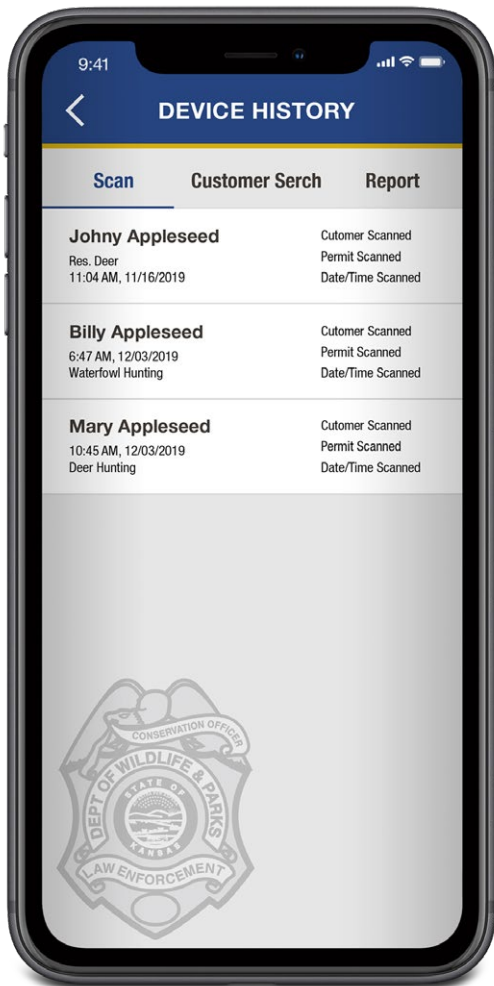 9:41
DEVICE HISTORY
Scan Customer Serch Report
Johny Appleseed
Res. Deer
11:04 AM, 11/16/2019
Cutomer Scanned
Permit Scanned
Date/Time Scanned
Billy Appleseed
6:47 AM, 12/03/2019
Waterfowl Hunting
Cutomer Scanned
Permit Scanned
Date/Time Scanned
Mary Appleseed
10:45 AM, 12/03/2019
Deer Hunting
Cutomer Scanned
Permit Scanned
Date/Time Scanned
CONSERVATION OFFICER
DEPT OF WILDLIFE & PARKS
STATE OF
KANSAS
LAW ENFORCEMENT